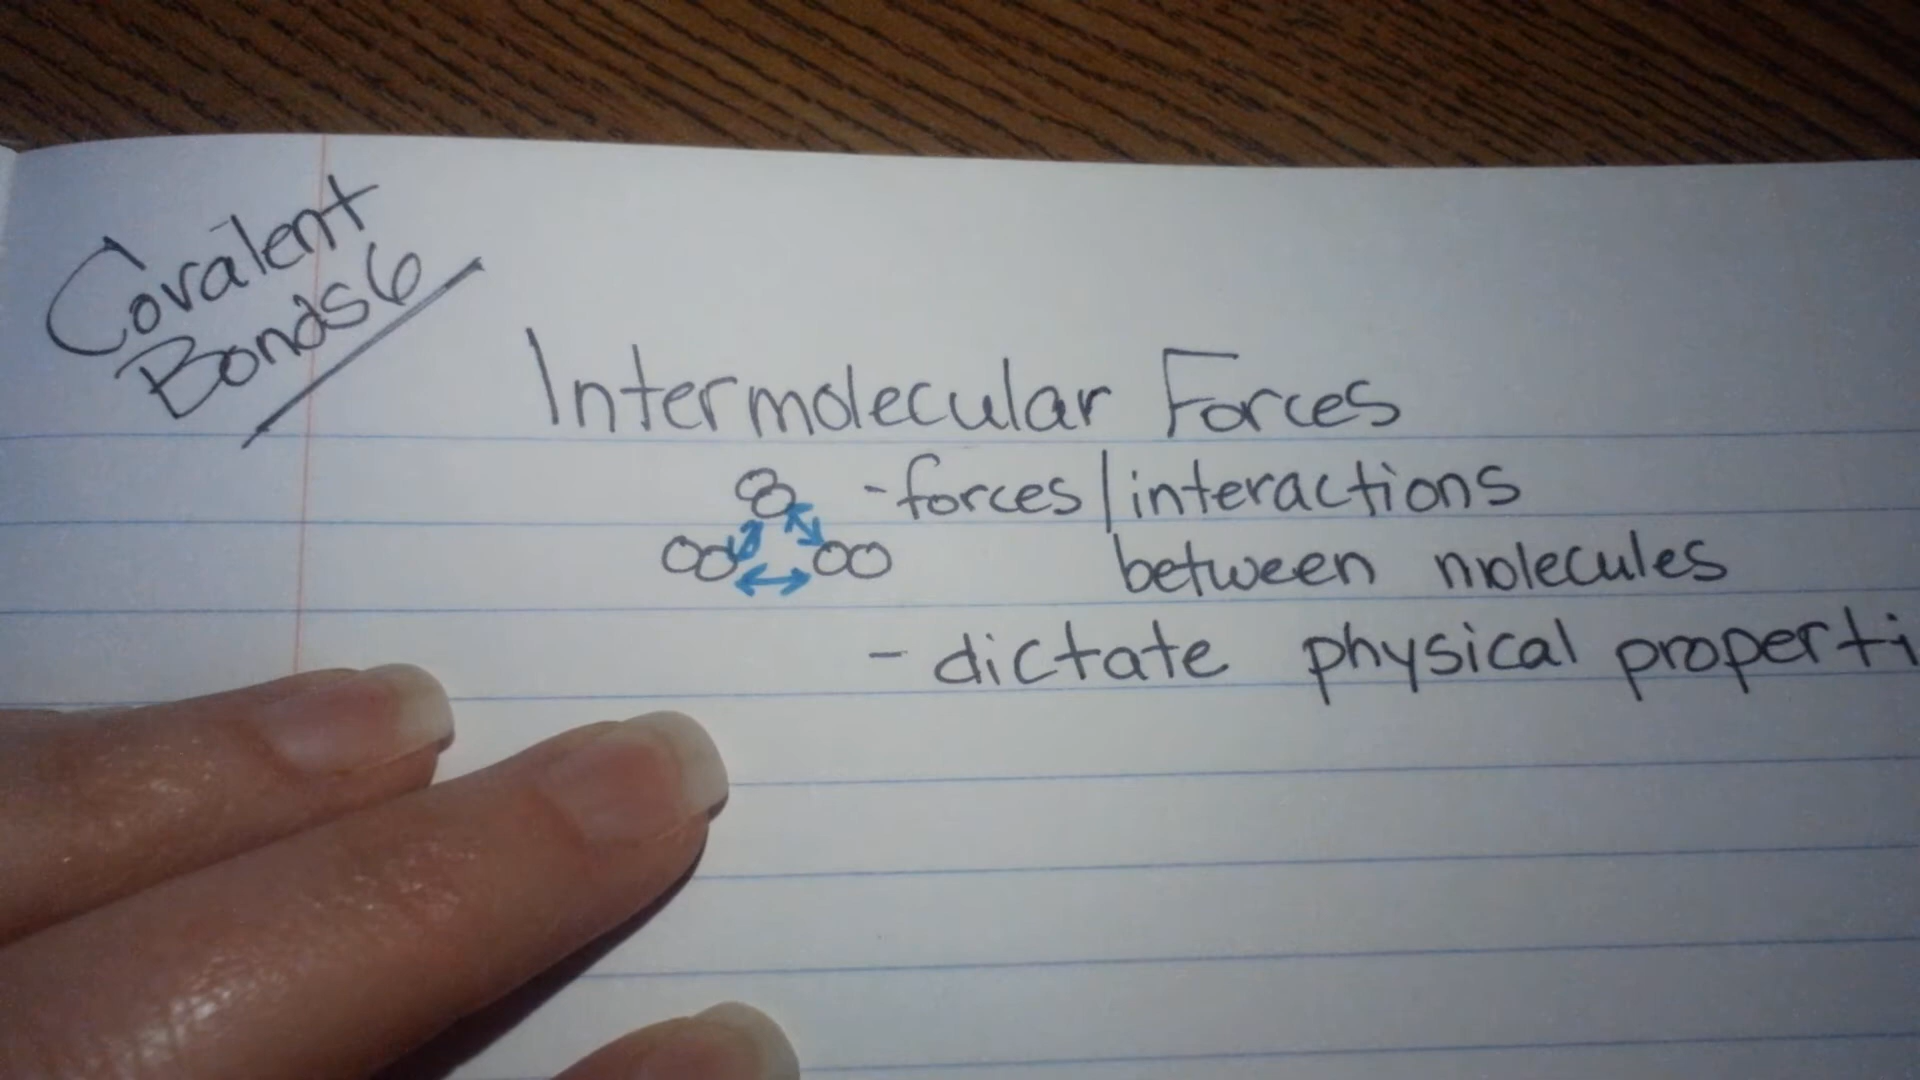 Covalent
Bonds 6
Intermolecular Forces
- forces/interactions
between molecules
- dictate physical properti